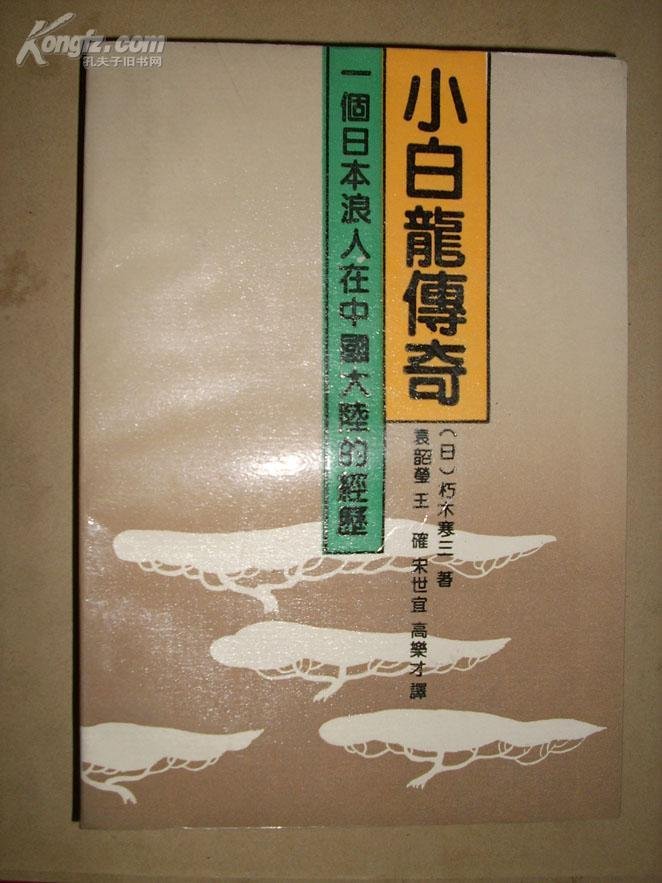 Kongfz.com
孔夫子旧书网
小白龍傳奇
一個日本浪人在中國大陸的經歷
（日）朽木寒三 著
袁韶瑩 王 確 宋世宜 高樂才 譯